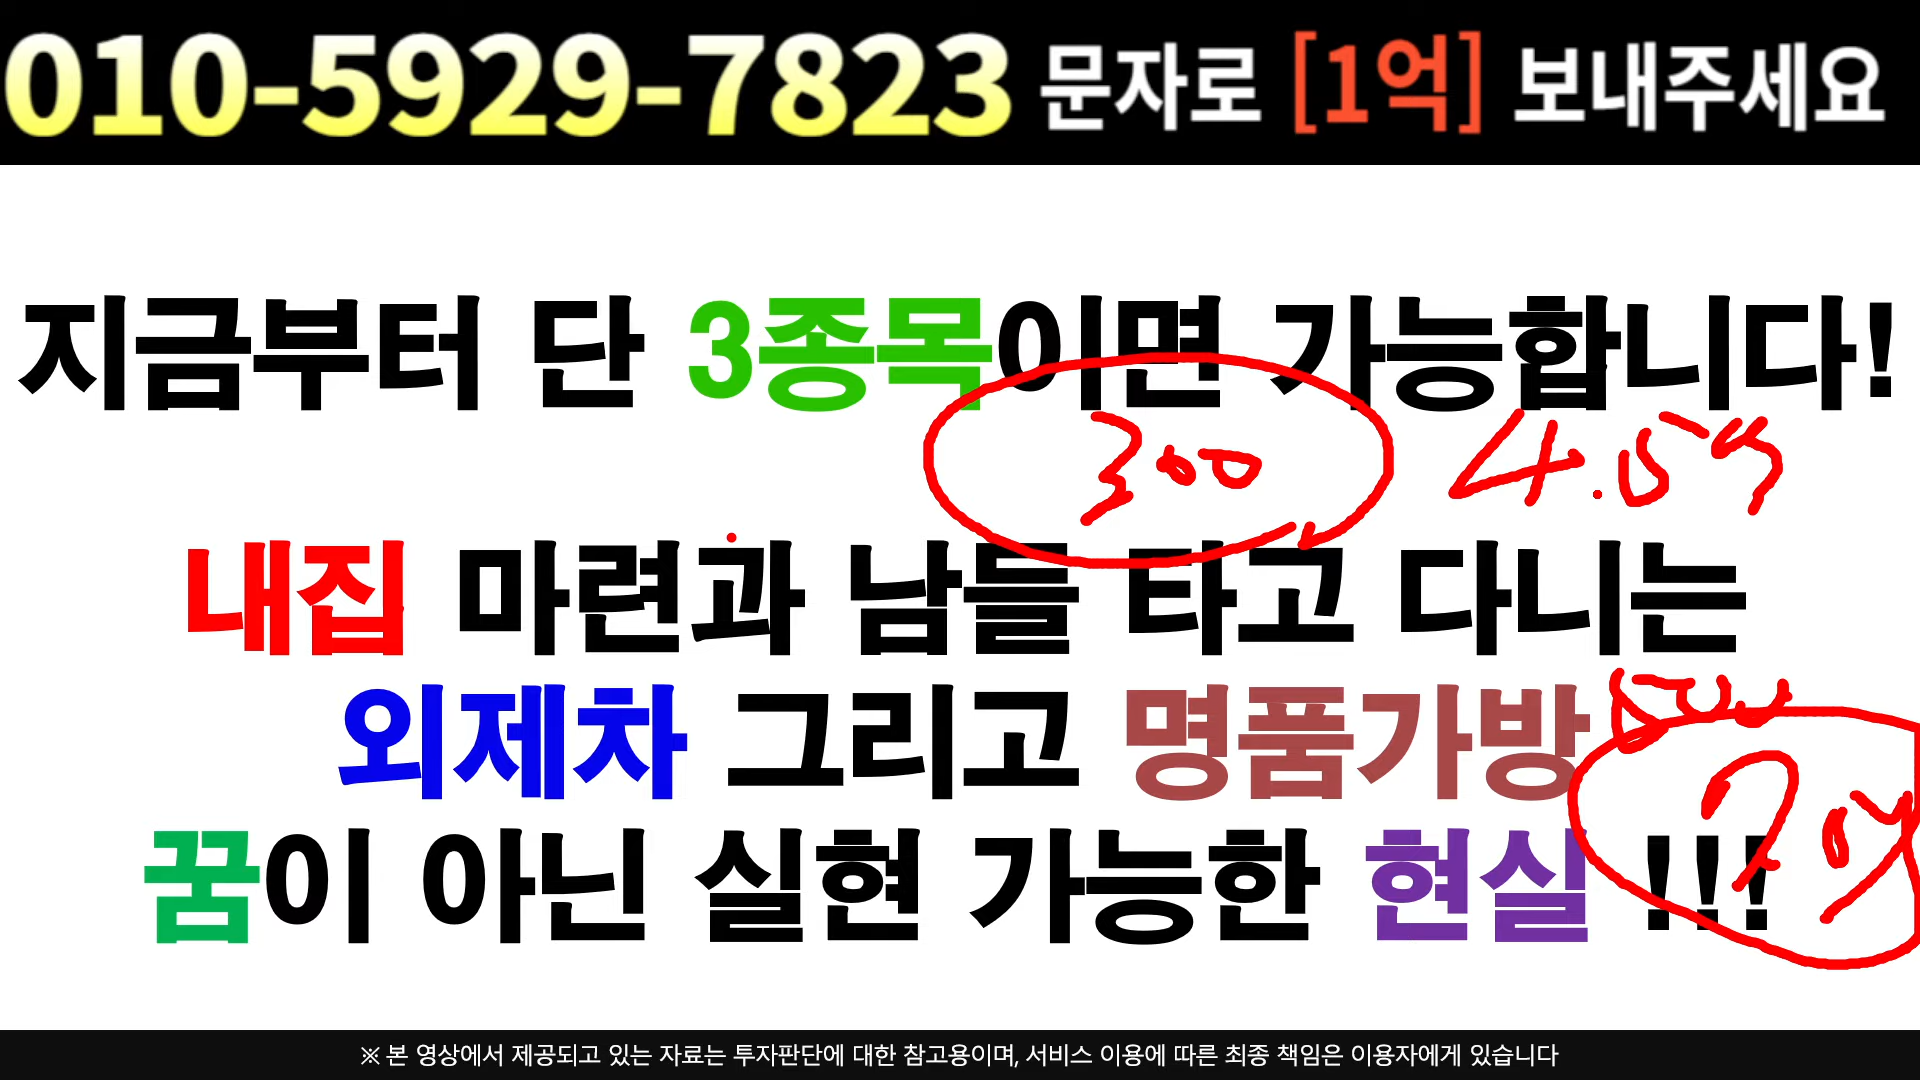 010-5929-7823 문자로 [1억] 보내주세요
지금부터 단 3종목이면 가능합니다!
300 4.5억
내집 마련과 남들 타고 다니는
외제차 그리고 명품가방
500
꿈이 아닌 실현 가능한 현실 !!!
※ 본 영상에서 제공되고 있는 자료는 투자판단에 대한 참고용이며, 서비스 이용에 따른 최종 책임은 이용자에게 있습니다